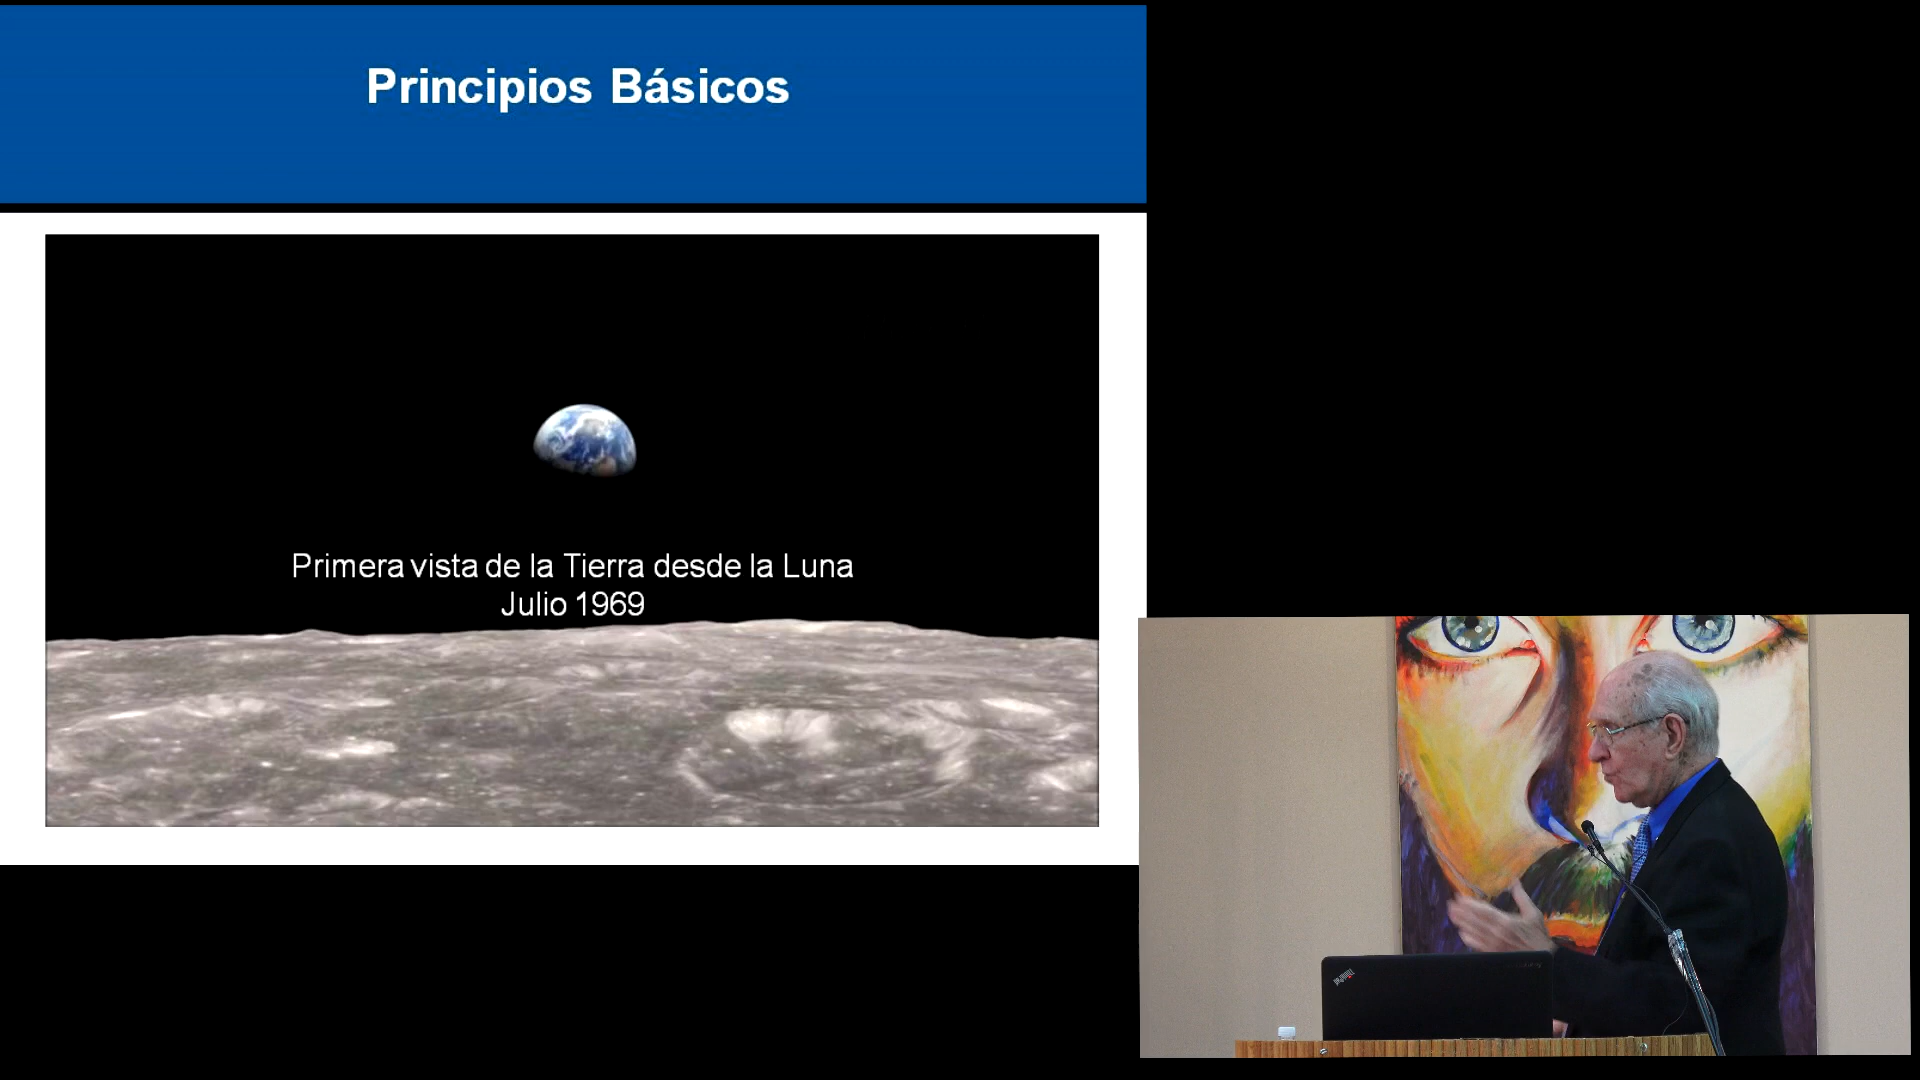 Principios Básicos
Primera vista de la Tierra desde la Luna
Julio 1969